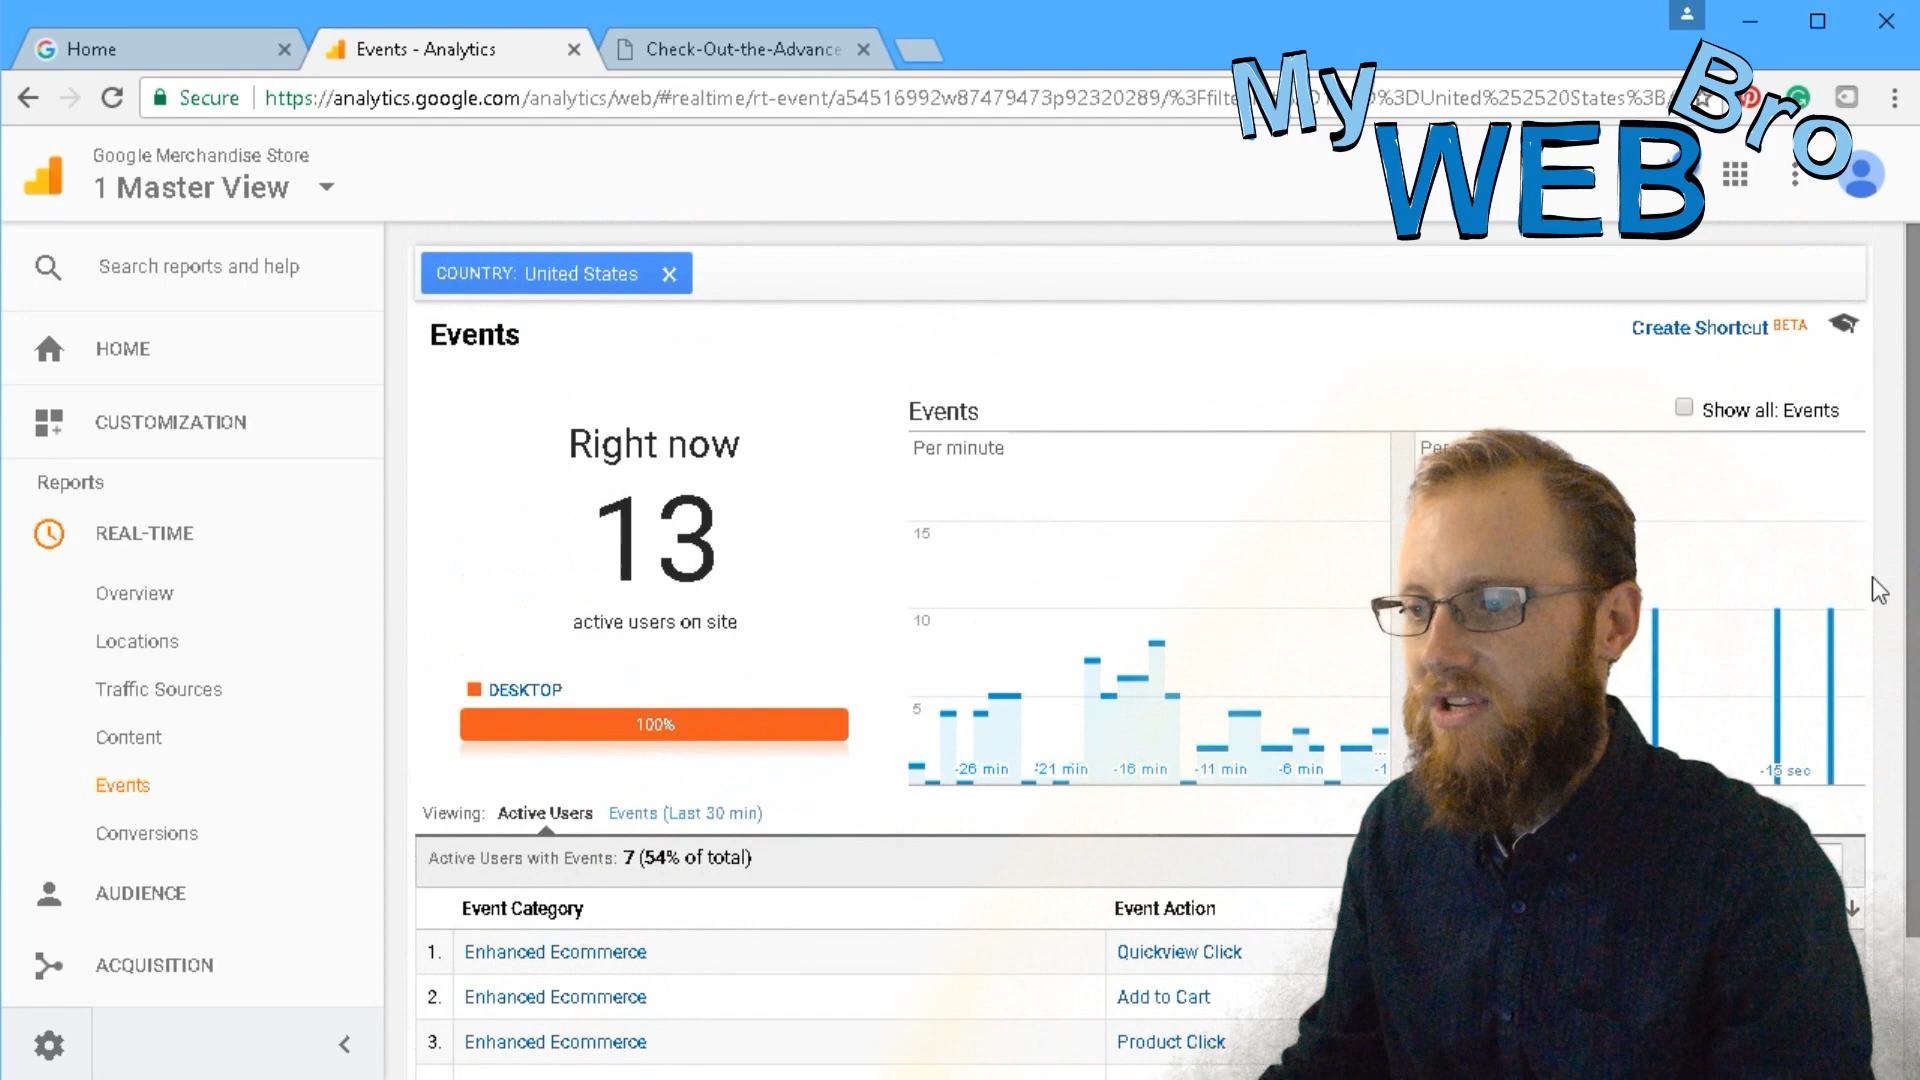 Home
Events - Analytics
Check-Out-the-Advance
Secure
https://analytics.google.com/analytics/web/#realtime/rt-event/a54516992w87479473p92320289/%3Ffilte
%3DUnited%252520States%3B
My WEB Bro
Google Merchandise Store
1 Master View
Search reports and help
HOME
CUSTOMIZATION
Reports
REAL-TIME
Overview
Locations
Traffic Sources
Content
Events
Conversions
AUDIENCE
ACQUISITION
COUNTRY: United States
Events
Create Shortcut BETA
Right now
13
active users on site
DESKTOP
100%
Events
Show all: Events
Per minute
Per
15
10
5
-26 min
-21 min
-16 min
-11 min
-6 min
-1
-15 sec
Viewing: Active Users Events (Last 30 min)
Active Users with Events: 7 (54% of total)
Event Category
Event Action
1. Enhanced Ecommerce Quickview Click
2. Enhanced Ecommerce Add to Cart
3. Enhanced Ecommerce Product Click